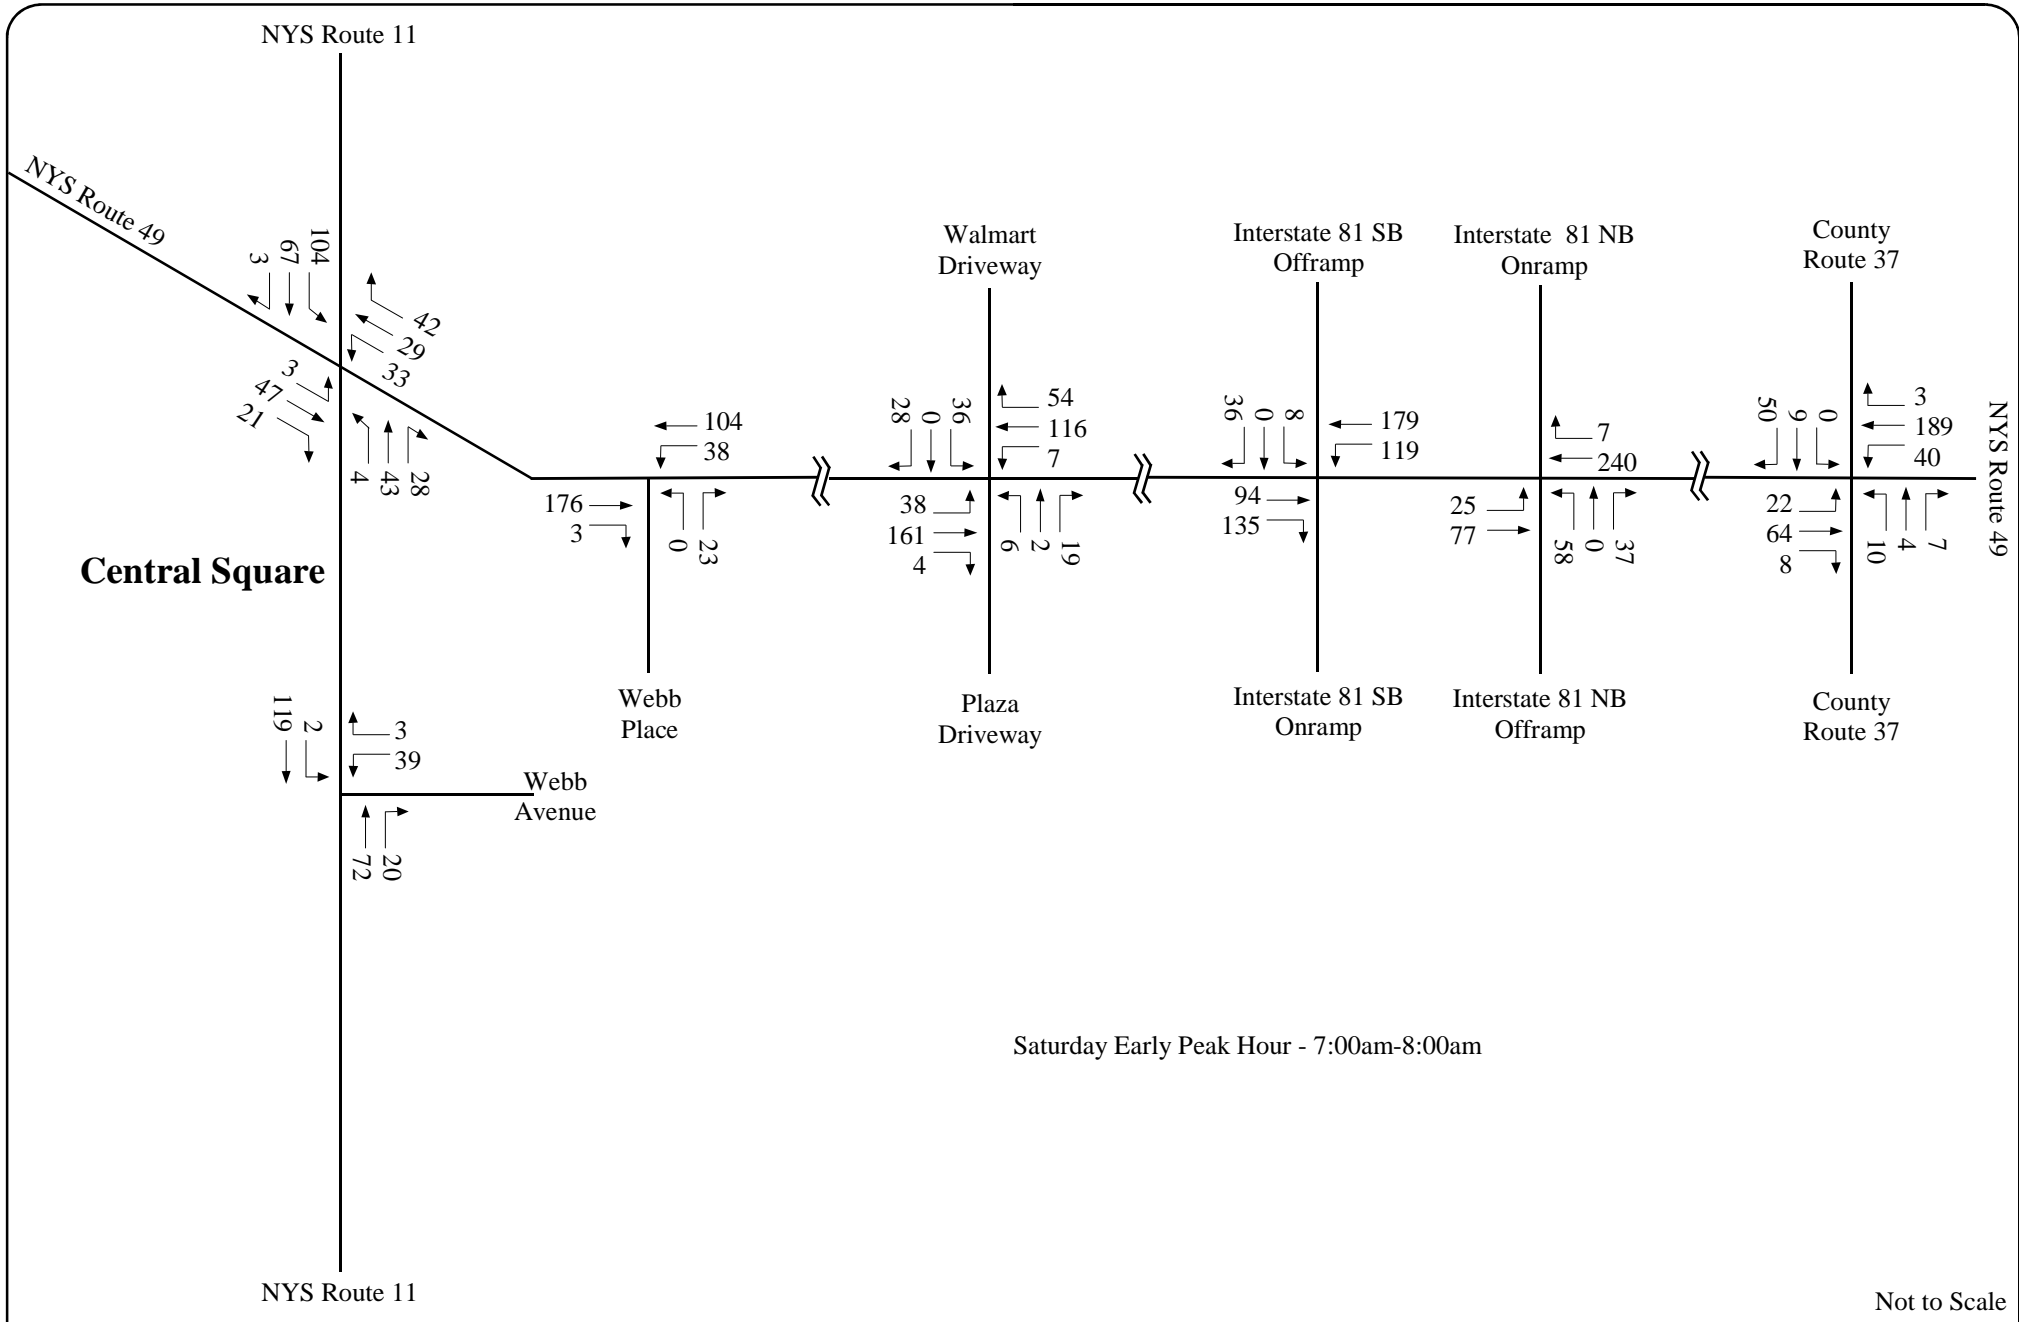 NYS Route 11
NYS Route 49
3
67
104
42
29
33
3
47
21
4
43
28
Central Square
119
2
3
39
Webb
Avenue
72
20
NYS Route 11
104
38
176
3
0
23
Webb
Place
Walmart
Driveway
28
0
36
54
116
7
38
161
4
6
2
19
Plaza
Driveway
Interstate 81 SB
Offramp
36
0
8
179
119
94
135
Interstate 81 SB
Onramp
Interstate 81 NB
Onramp
7
240
25
77
58
0
37
Interstate 81 NB
Offramp
County
Route 37
50
9
0
3
189
40
22
64
8
10
4
7
County
Route 37
NYS Route 49
Saturday Early Peak Hour - 7:00am-8:00am
Not to Scale